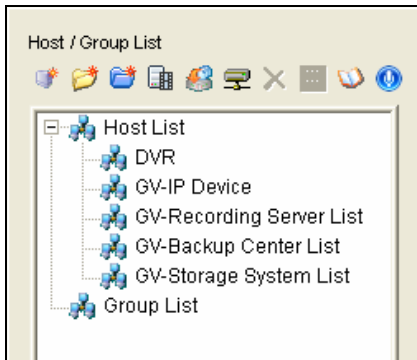 Host / Group List
Host List
DVR
GV-IP Device
GV-Recording Server List
GV-Backup Center List
GV-Storage System List
Group List